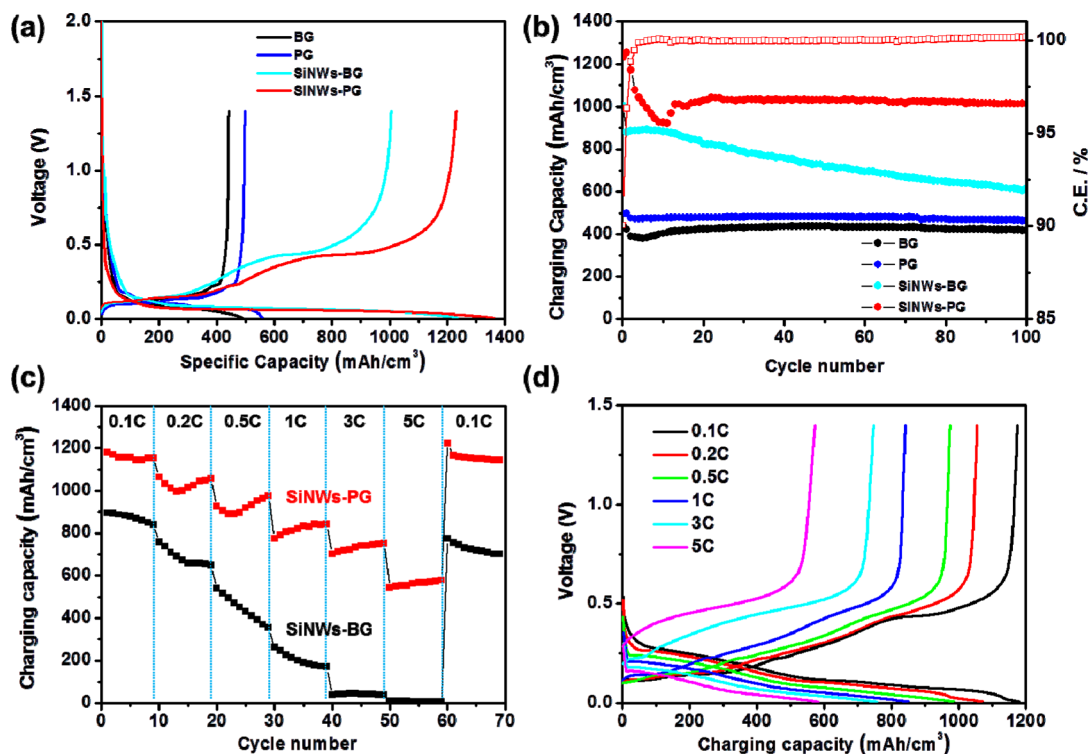 (a)
BG
PG
SiNWs-BG
SiNWs-PG
2.0
1.5
1.0
0.5
0.0
Voltage (V)
0 200 400 600 800 1000 1200 1400
Specific Capacity (mAh/cm³)
(b)
1400
1200
1000
800
600
400
200
0
Charging Capacity (mAh/cm³)
100
95
90
85
C.E. / %
BG
PG
SiNWs-BG
SiNWs-PG
0 20 40 60 80 100
Cycle number
(c)
1400
1200
1000
800
600
400
200
0
Charging capacity (mAh/cm³)
0.1C 0.2C 0.5C 1C 3C 5C 0.1C
SiNWs-PG
SiNWs-BG
0 10 20 30 40 50 60 70
Cycle number
(d)
1.5
1.0
0.5
0.0
Voltage (V)
0.1C
0.2C
0.5C
1C
3C
5C
0 200 400 600 800 1000 1200
Charging capacity (mAh/cm³)